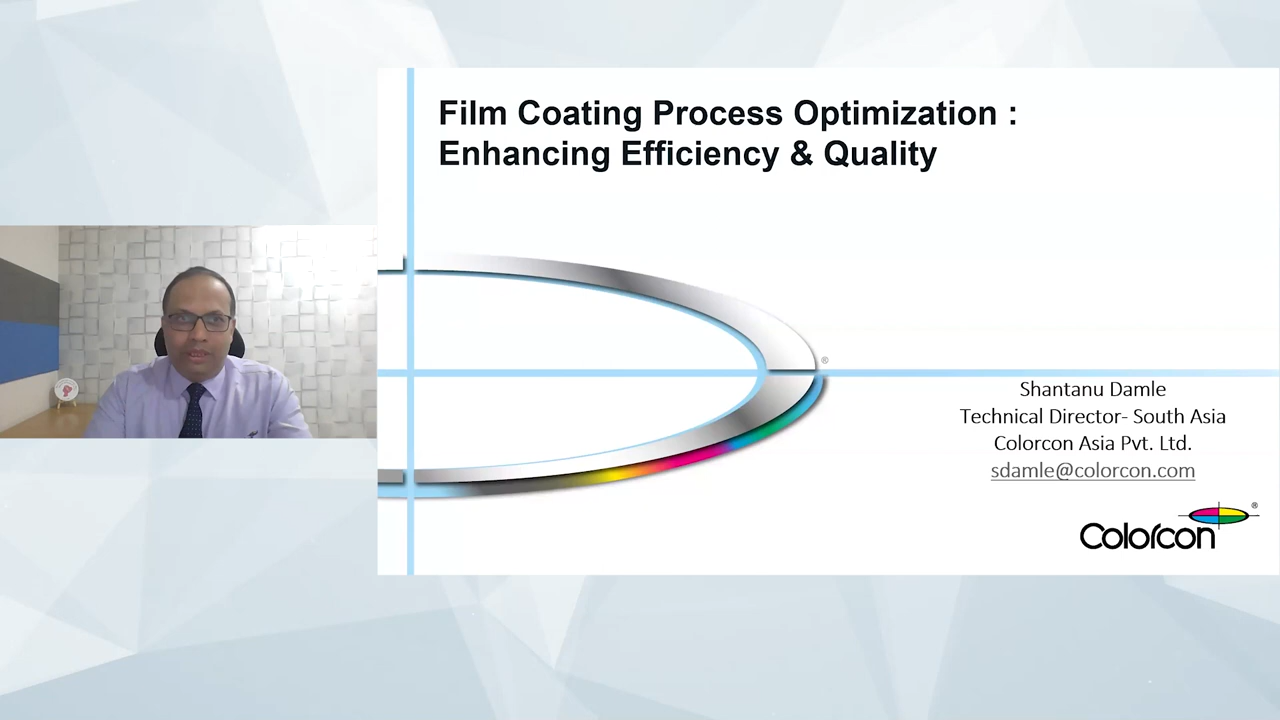 Film Coating Process Optimization :
Enhancing Efficiency & Quality
®
Shantanu Damle
Technical Director- South Asia
Colorcon Asia Pvt. Ltd.
sdamle@colorcon.com
Colorcon®